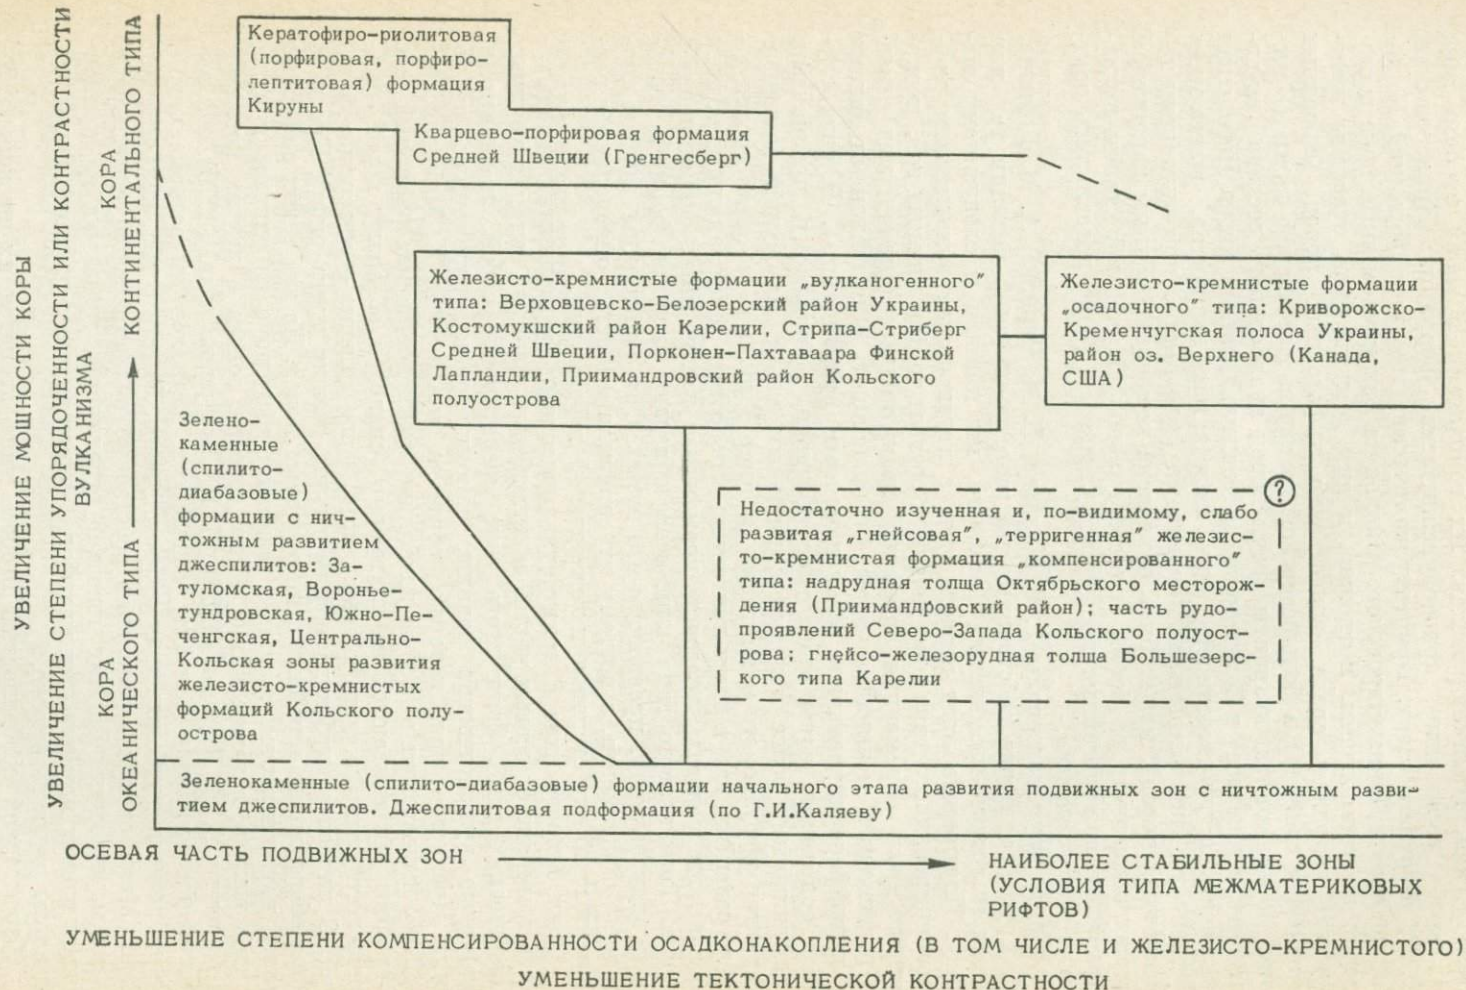 УВЕЛИЧЕНИЕ МОЩНОСТИ КОРЫ
УВЕЛИЧЕНИЕ СТЕПЕНИ УПОРЯДОЧЕННОСТИ ИЛИ КОНТРАСТНОСТИ
ВУЛКАНИЗМА
КОРА
ОКЕАНИЧЕСКОГО ТИПА
КОРА
КОНТИНЕНТАЛЬНОГО ТИПА
Кератофиро-риолитовая
(порфировая, порфиро-
лептитовая) формация
Кируны
Кварцево-порфировая формация
Средней Швеции (Гренгесберг)
Железисто-кремнистые формации „вулканогенного"
типа: Верховцевско-Белозерский район Украины,
Костомукшский район Карелии, Стрипа-Стриберг
Средней Швеции, Порконен-Пахтаваара Финской
Лапландии, Приимандровский район Кольского
полуострова
Железисто-кремнистые формации
„осадочного" типа: Криворожско-
Кременчугская полоса Украины,
район оз. Верхнего (Канада,
США)
Зелено-
каменные
(спилито-
диабазовые)
формации с нич-
тожным развитием
джеспилитов: За-
туломская, Воронье-
тундровская, Южно-Пе-
ченгская, Центрально-
Кольская зоны развития
железисто-кремнистых
формаций Кольского полу-
острова
?
Недостаточно изученная и, по-видимому, слабо
развитая „гнейсовая", „терригенная" железис-
то-кремнистая формация „компенсированного"
типа: надрудная толща Октябрьского месторож-
дения (Приимандровский район); часть рудо-
проявлений Северо-Запада Кольского полуост-
рова; гнейсо-железорудная толща Большезерс-
кого типа Карелии
Зеленокаменные (спилито-диабазовые) формации начального этапа развития подвижных зон с ничтожным разви-
тием джеспилитов. Джеспилитовая подформация (по Г.И.Каляеву)
ОСЕВАЯ ЧАСТЬ ПОДВИЖНЫХ ЗОН
НАИБОЛЕЕ СТАБИЛЬНЫЕ ЗОНЫ
(УСЛОВИЯ ТИПА МЕЖМАТЕРИКОВЫХ
РИФТОВ)
УМЕНЬШЕНИЕ СТЕПЕНИ КОМПЕНСИРОВАННОСТИ ОСАДКОНАКОПЛЕНИЯ (В ТОМ ЧИСЛЕ И ЖЕЛЕЗИСТО-КРЕМНИСТОГО)
УМЕНЬШЕНИЕ ТЕКТОНИЧЕСКОЙ КОНТРАСТНОСТИ